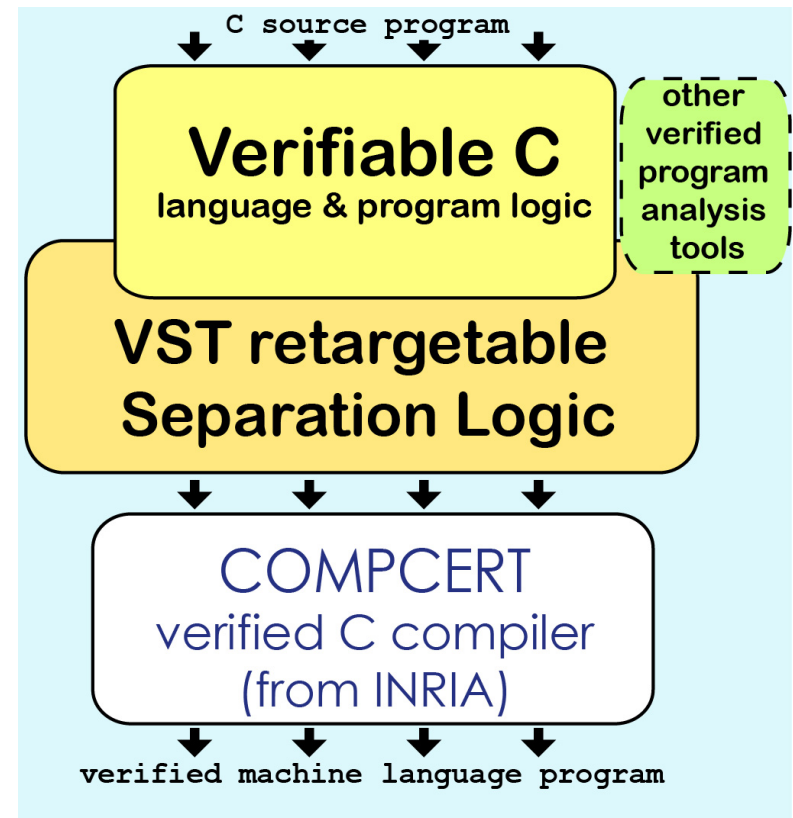 C source program
Verifiable C
language & program logic
other
verified
program
analysis
tools
VST retargetable
Separation Logic
COMPCERT
verified C compiler
(from INRIA)
verified machine language program